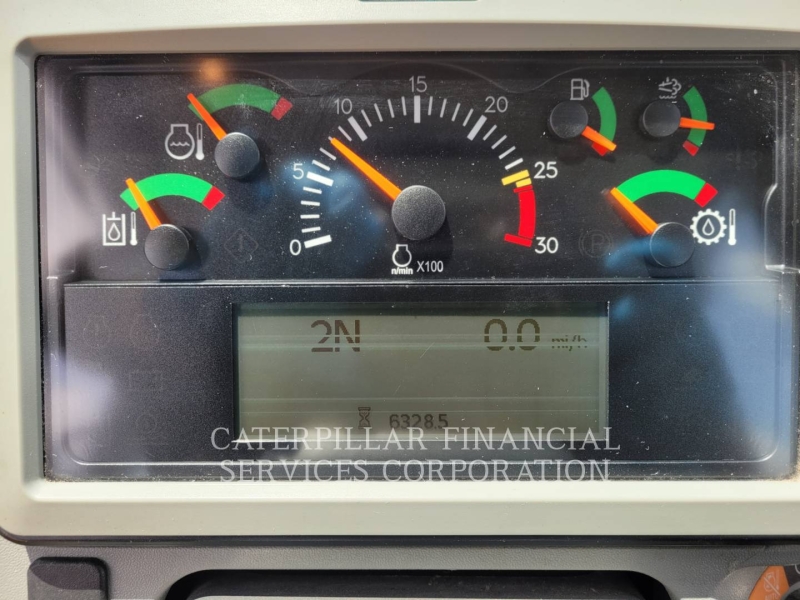 15
10
20
5
25
0
30
n/min X100
P
2N 0.0 mi/h
6328.5
CATERPILLAR FINANCIAL
SERVICES CORPORATION